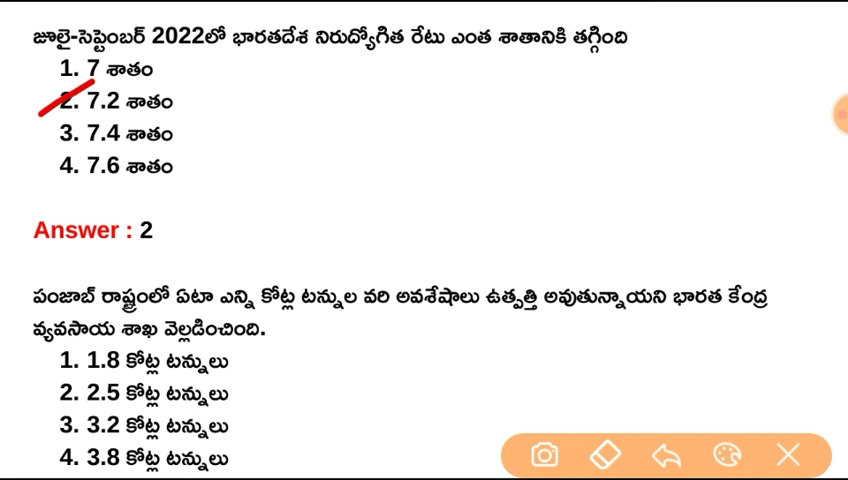 జూలై-సెప్టెంబర్ 2022లో భారతదేశ నిరుద్యోగిత రేటు ఎంత శాతానికి తగ్గింది
1. 7 శాతం
2. 7.2 శాతం
3. 7.4 శాతం
4. 7.6 శాతం
Answer : 2
పంజాబ్ రాష్ట్రంలో ఏటా ఎన్ని కోట్ల టన్నుల వరి అవశేషాలు ఉత్పత్తి అవుతున్నాయని భారత కేంద్ర
వ్యవసాయ శాఖ వెల్లడించింది.
1. 1.8 కోట్ల టన్నులు
2. 2.5 కోట్ల టన్నులు
3. 3.2 కోట్ల టన్నులు
4. 3.8 కోట్ల టన్నులు